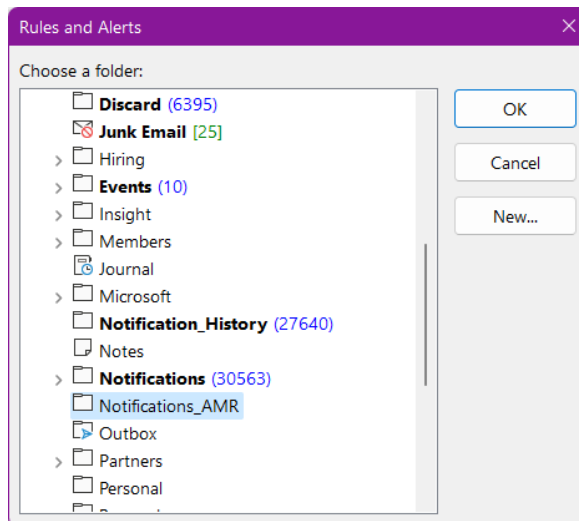 Rules and Alerts
Choose a folder:
Discard (6395)
Junk Email [25]
Hiring
Events (10)
Insight
Members
Journal
Microsoft
Notification_History (27640)
Notes
Notifications (30563)
Notifications_AMR
Outbox
Partners
Personal
OK
Cancel
New...